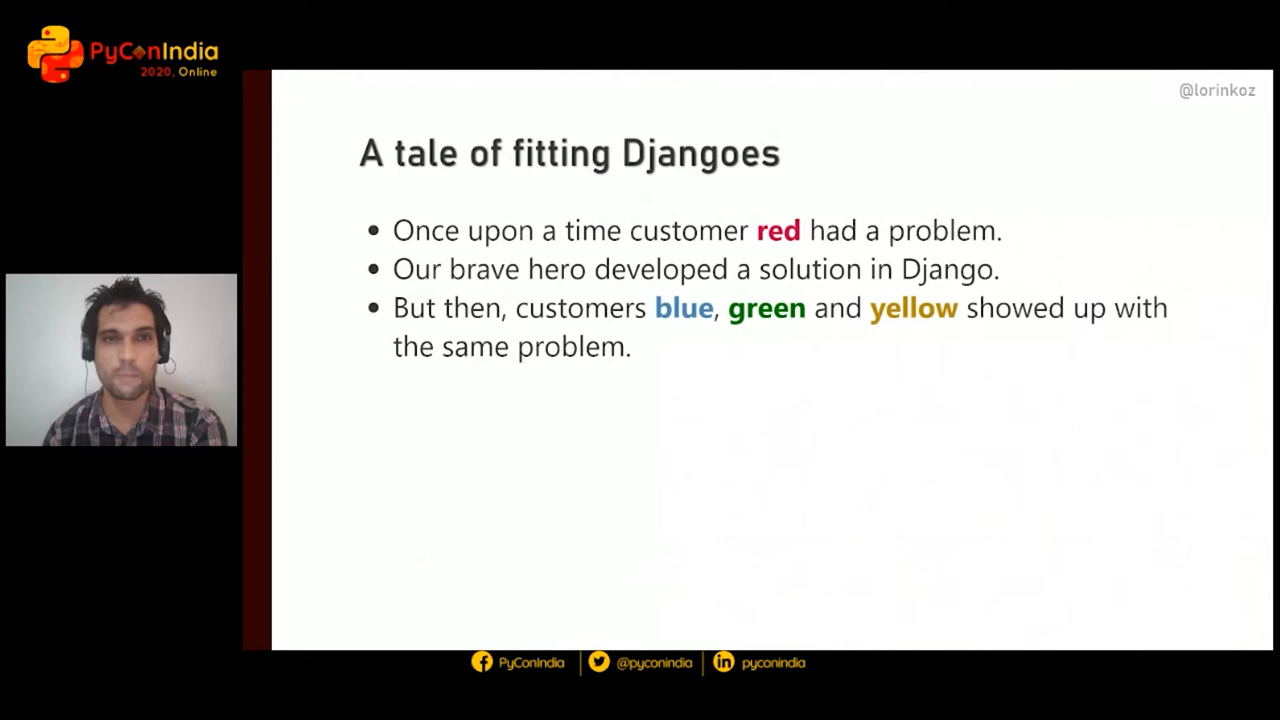 PyConIndia
2020, Online
@lorinkoz
A tale of fitting Djangoes
• Once upon a time customer red had a problem.
• Our brave hero developed a solution in Django.
• But then, customers blue, green and yellow showed up with
the same problem.
PyConIndia
@pyconindia
pyconindia